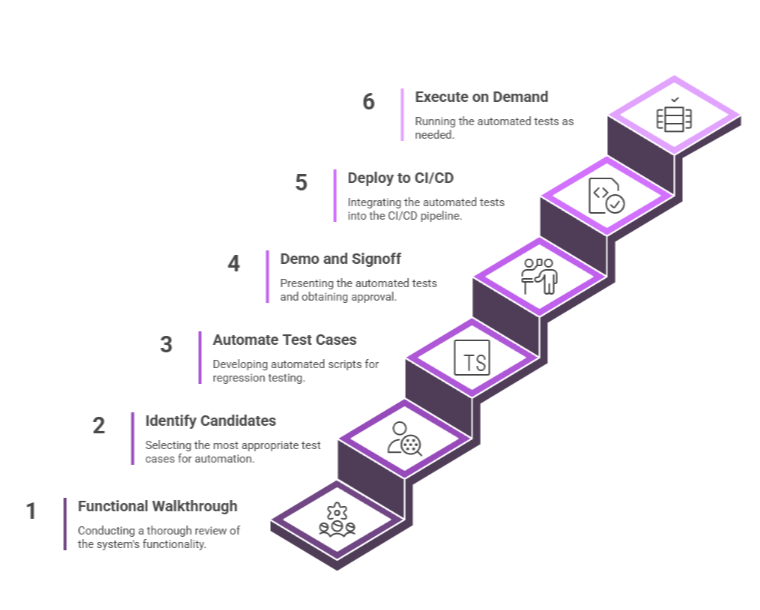 6
Execute on Demand
Running the automated tests as
needed.
5
Deploy to CI/CD
Integrating the automated tests
into the CI/CD pipeline.
4
Demo and Signoff
Presenting the automated tests
and obtaining approval.
3
Automate Test Cases
Developing automated scripts for
regression testing.
TS
2
Identify Candidates
Selecting the most appropriate test
cases for automation.
1
Functional Walkthrough
Conducting a thorough review of
the system's functionality.